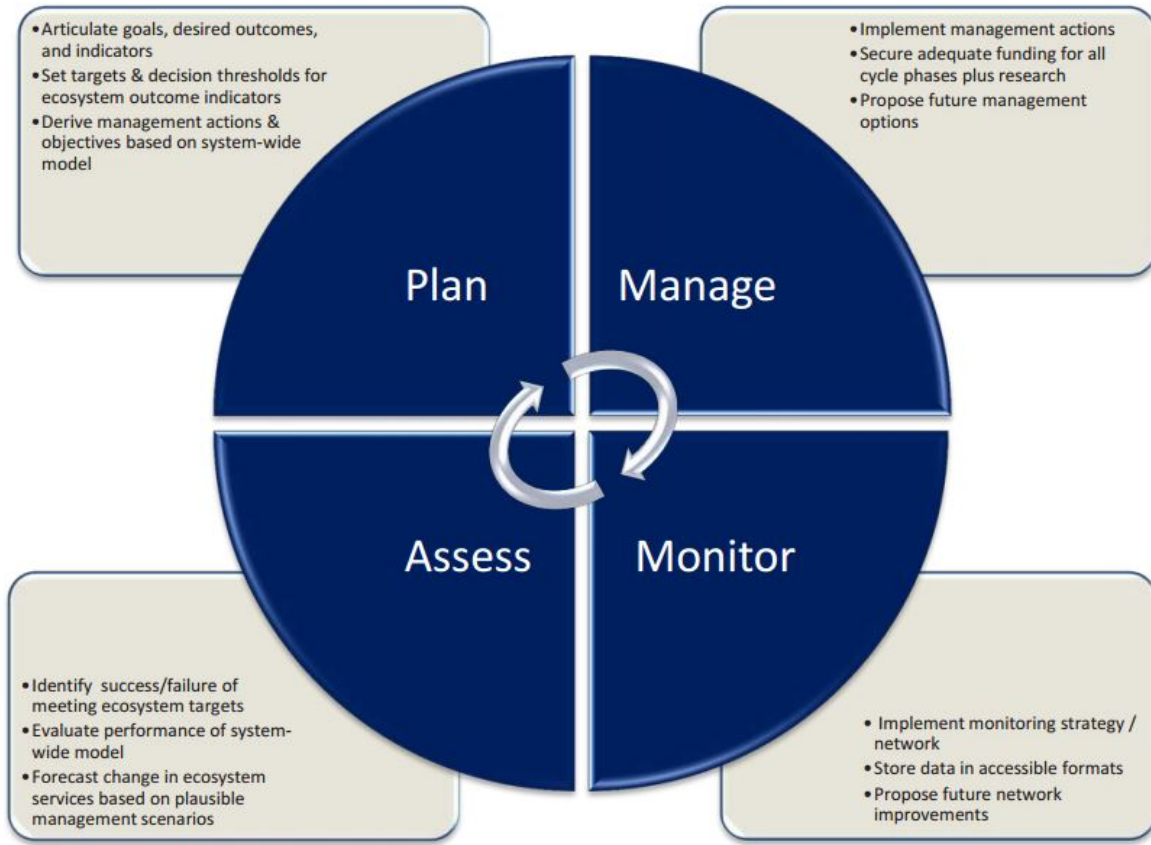 •Articulate goals, desired outcomes,
and indicators
•Set targets & decision thresholds for
ecosystem outcome indicators
•Derive management actions &
objectives based on system-wide
model
•Implement management actions
•Secure adequate funding for all
cycle phases plus research
•Propose future management
options
Plan
Manage
Assess
Monitor
•Identify success/failure of
meeting ecosystem targets
•Evaluate performance of system-
wide model
•Forecast change in ecosystem
services based on plausible
management scenarios
• Implement monitoring strategy /
network
•Store data in accessible formats
•Propose future network
improvements